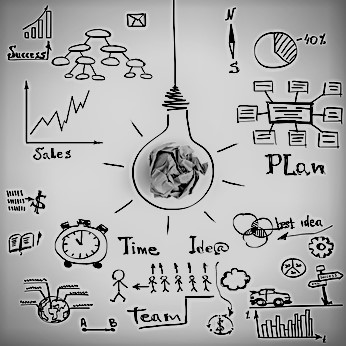 N
Success
-40%
S
Sales
PLan
$
best idea
Time
Ide@
Team
A B
$